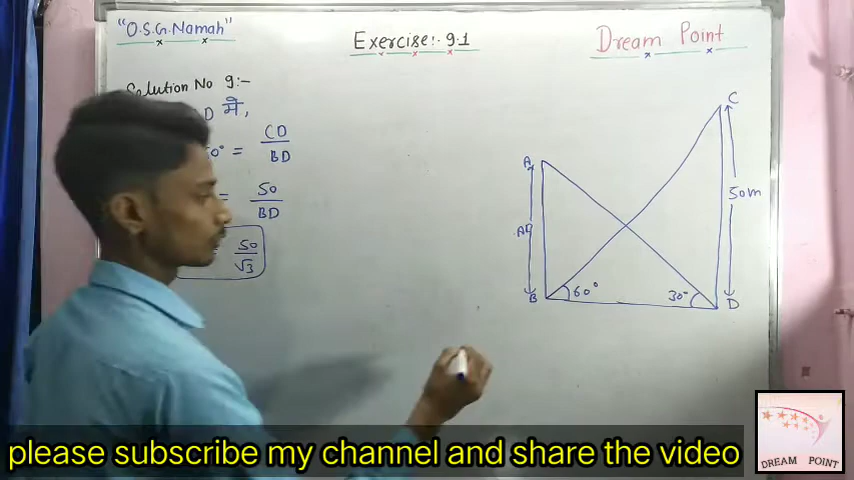 "O.S.G.Namah"
Exercise:- 9.1
Dream Point
Solution No 9:-
D में,
0° = CD
BD
= 50
BD
50
√3
A
AB
B
60°
30°
C
50m
D
please subscribe my channel and share the video
DREAM POINT